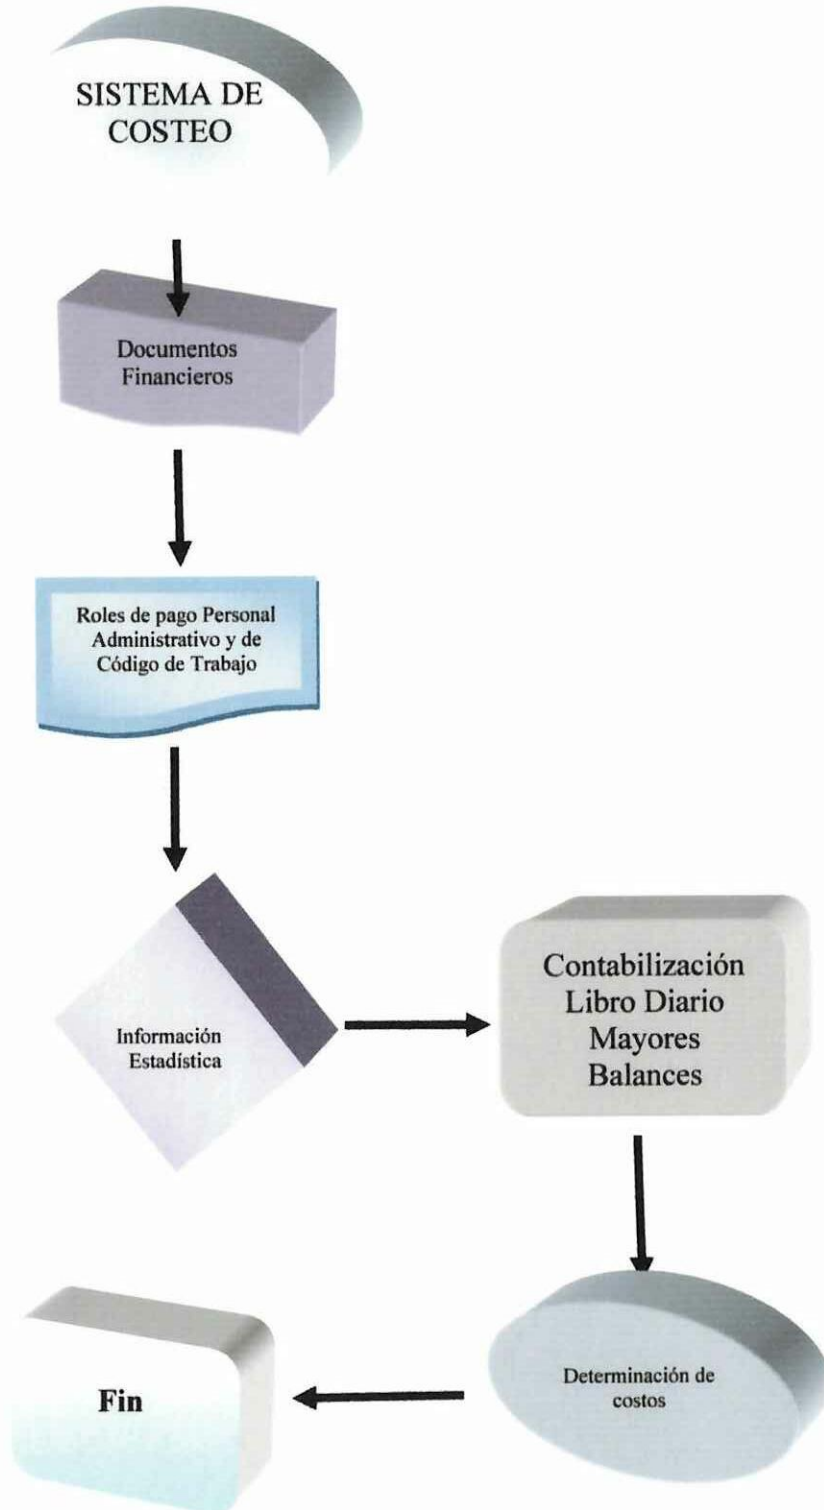 SISTEMA DE
COSTEO
Documentos
Financieros
Roles de pago Personal
Administrativo y de
Código de Trabajo
Información
Estadística
Contabilización
Libro Diario
Mayores
Balances
Determinación de
costos
Fin